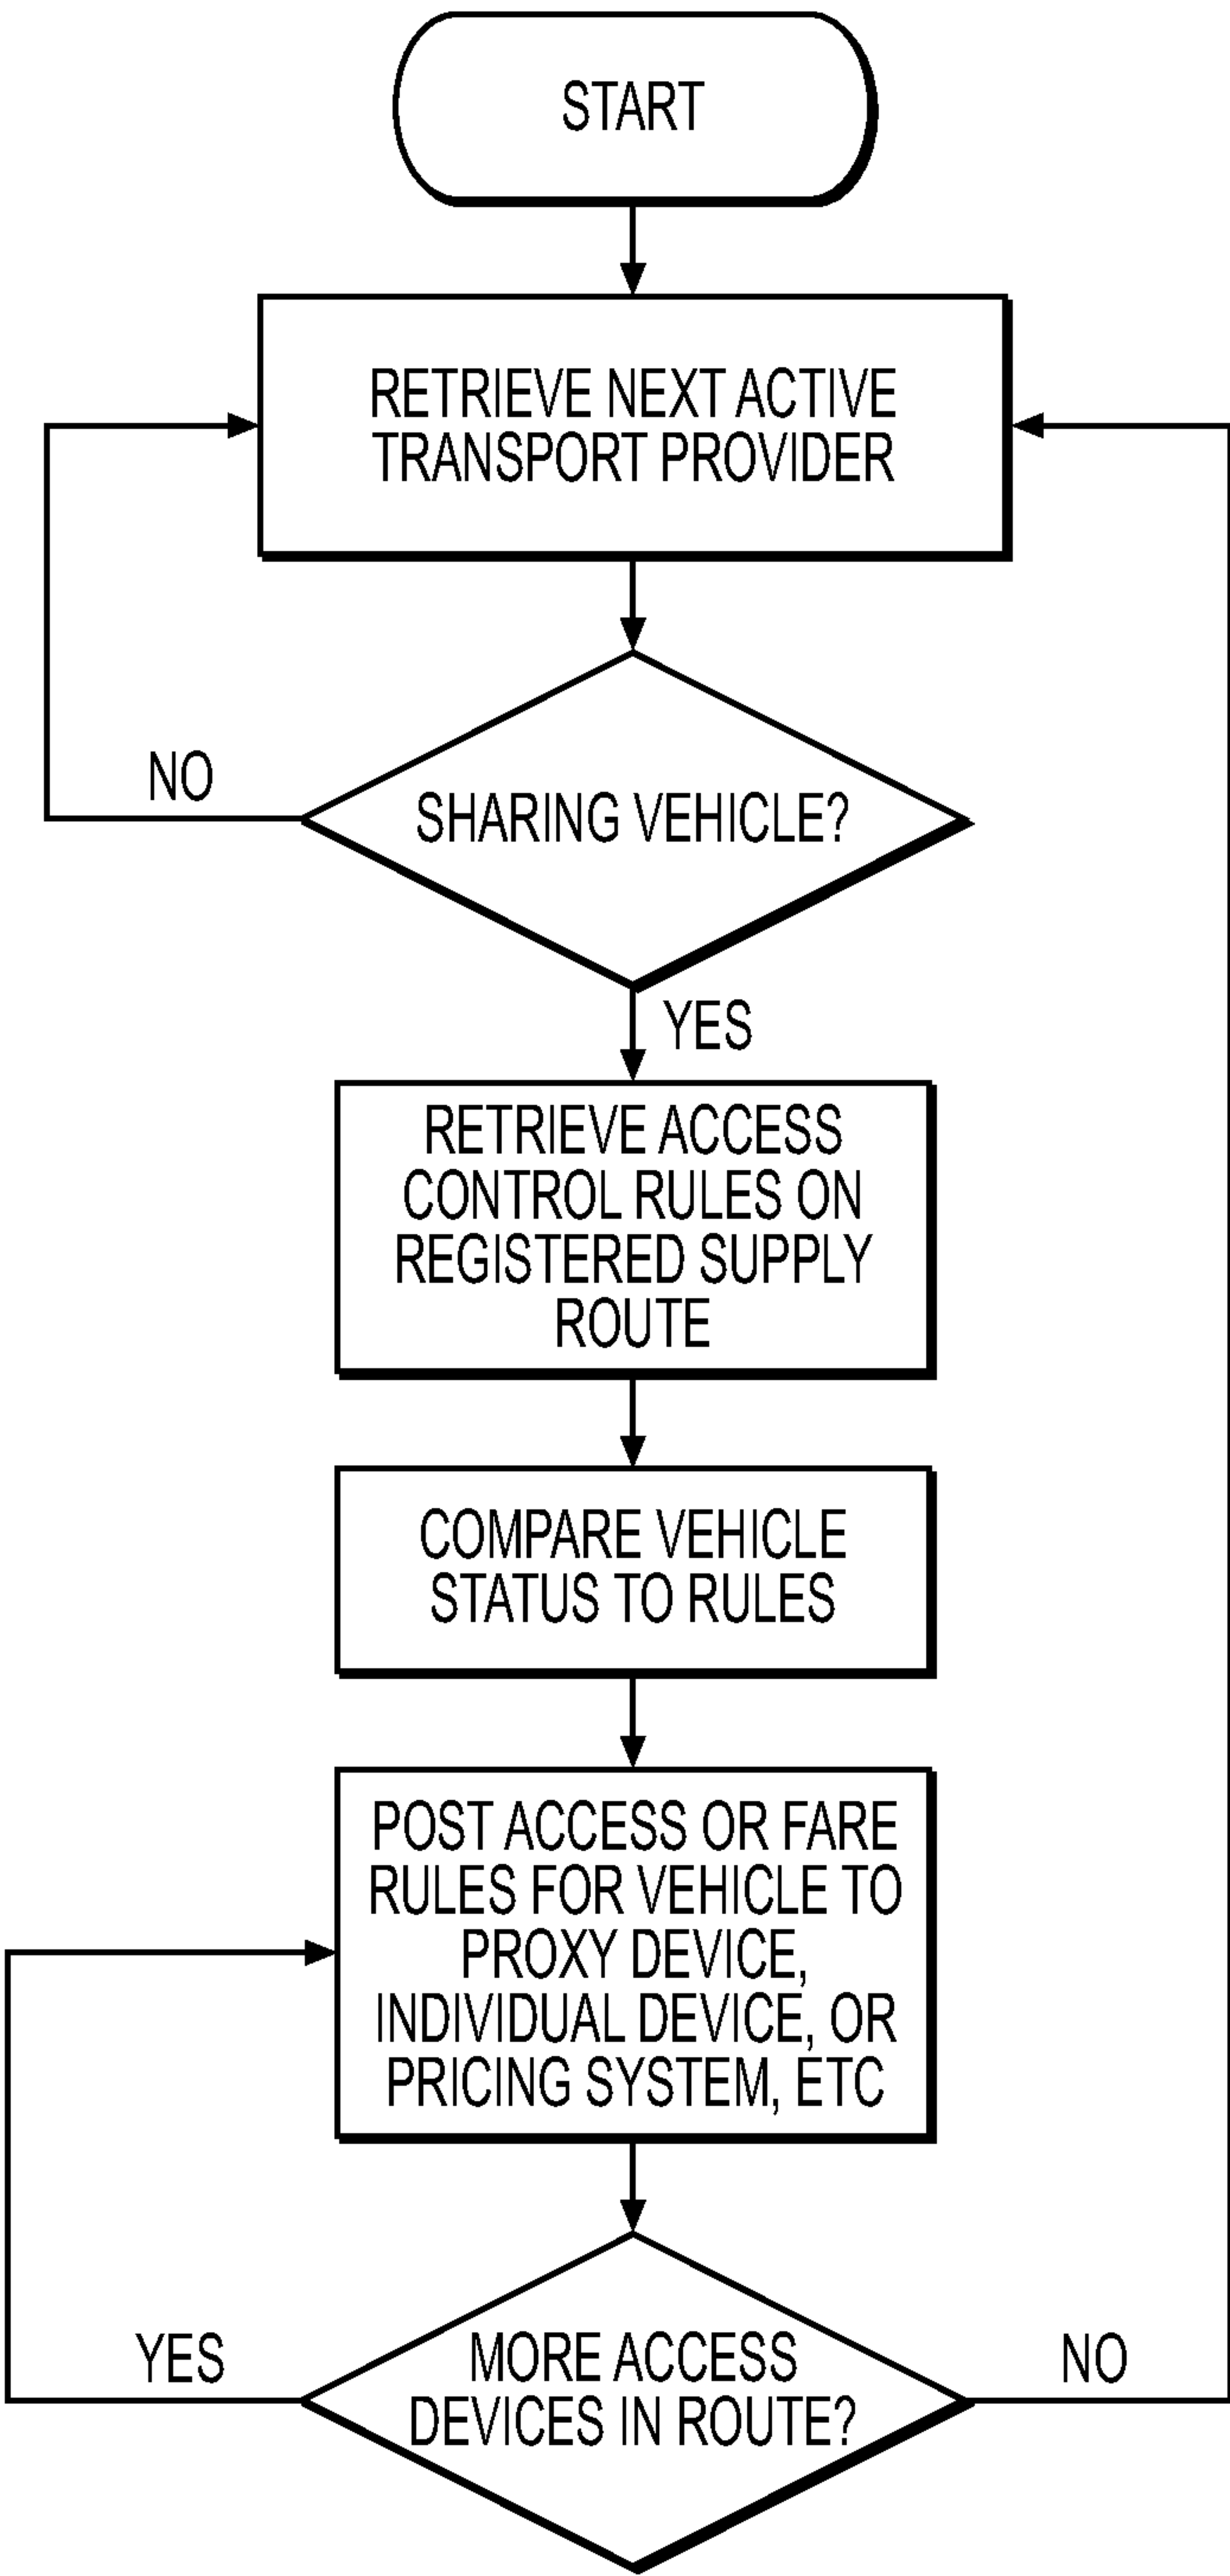 START
RETRIEVE NEXT ACTIVE
TRANSPORT PROVIDER
NO
SHARING VEHICLE?
YES
RETRIEVE ACCESS
CONTROL RULES ON
REGISTERED SUPPLY
ROUTE
COMPARE VEHICLE
STATUS TO RULES
POST ACCESS OR FARE
RULES FOR VEHICLE TO
PROXY DEVICE,
INDIVIDUAL DEVICE, OR
PRICING SYSTEM, ETC
YES
MORE ACCESS
DEVICES IN ROUTE?
NO